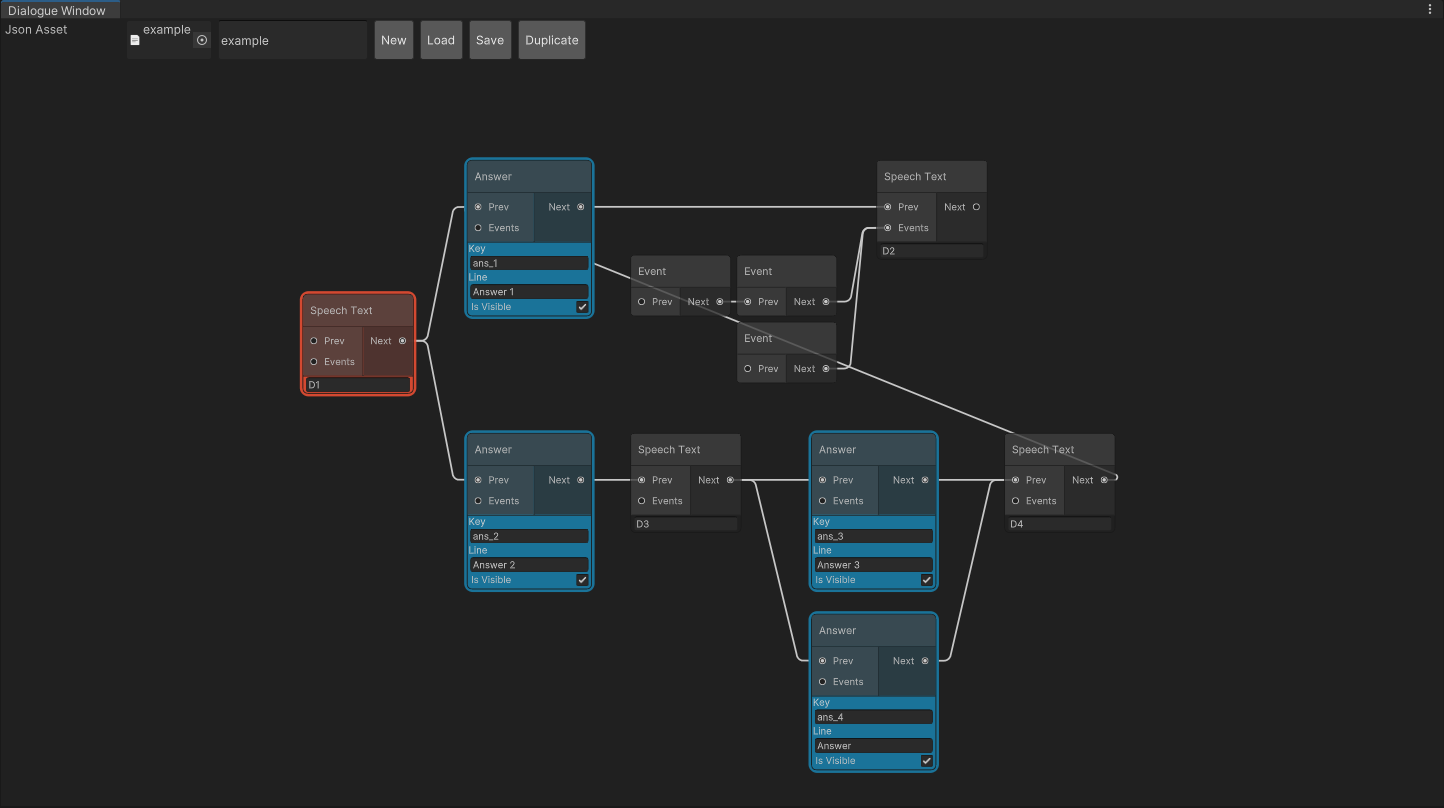 Dialogue Window
Json Asset
example
example
New
Load
Save
Duplicate
Answer
Prev
Next
Events
Key
ans_1
Line
Answer 1
Is Visible
Speech Text
Prev
Next
Events
D2
Event
Prev
Next
Event
Prev
Next
Event
Prev
Next
Speech Text
Prev
Next
Events
D1
Answer
Prev
Next
Events
Key
ans_2
Line
Answer 2
Is Visible
Speech Text
Prev
Next
Events
D3
Answer
Prev
Next
Events
Key
ans_3
Line
Answer 3
Is Visible
Speech Text
Prev
Next
Events
D4
Answer
Prev
Next
Events
Key
ans_4
Line
Answer
Is Visible